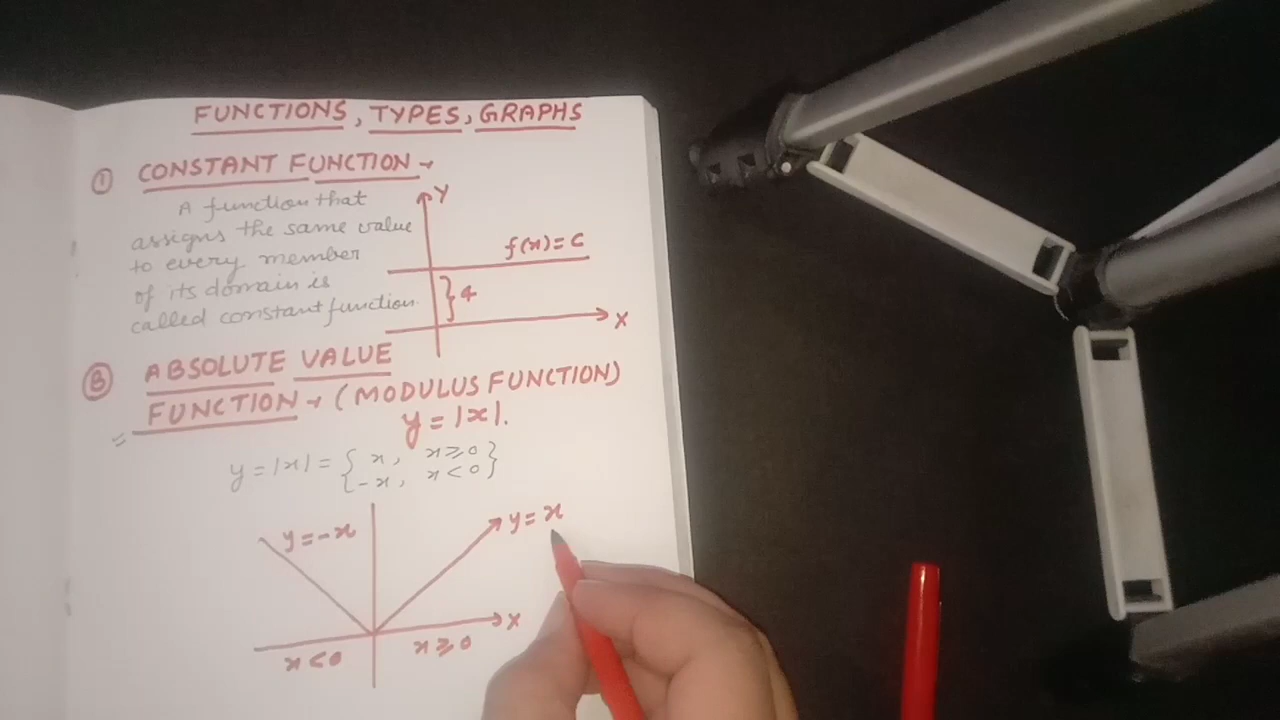 FUNCTIONS, TYPES, GRAPHS
① CONSTANT FUNCTION →
A function that
assigns the same value
to every member
of its domain is
called constant function.
Y
f(x) = C
} 4
X
③ ABSOLUTE VALUE
FUNCTION → (MODULUS FUNCTION)
y = |x|.
y = |x| = { x, x ≥ 0 }
{ -x, x < 0 }
y = -x
y = x
X
x < 0
x ≥ 0